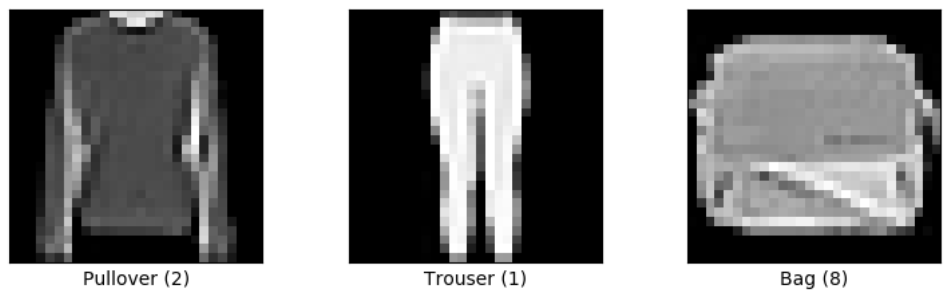 Pullover (2)
Trouser (1)
Bag (8)